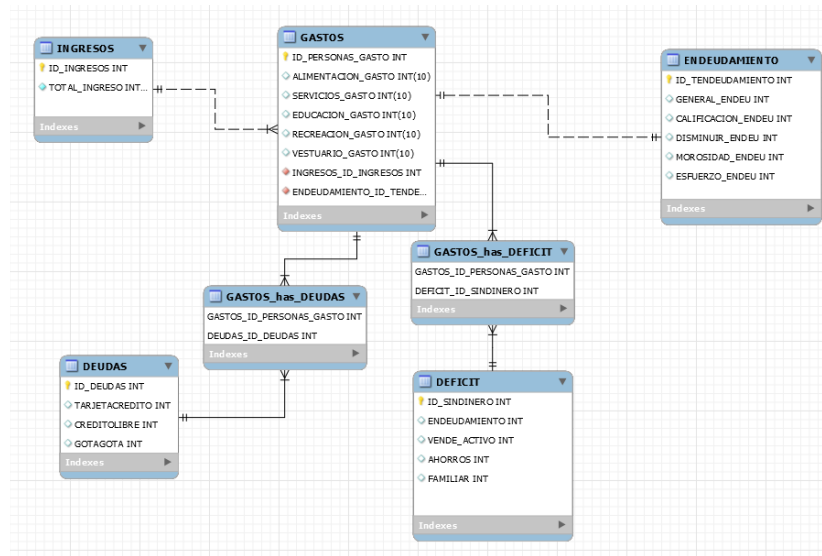 INGRESOS
ID_INGRESOS INT
TOTAL_INGRESO INT...
Indexes
GASTOS
ID_PERSONAS_GASTO INT
ALIMENTACION_GASTO INT(10)
SERVICIOS_GASTO INT(10)
EDUCACION_GASTO INT(10)
RECREACION_GASTO INT(10)
VESTUARIO_GASTO INT(10)
INGRESOS_ID_INGRESOS INT
ENDEUDAMIENTO_ID_TENDE...
Indexes
ENDEUDAMIENTO
ID_TENDEUDAMIENTO INT
GENERAL_ENDEU INT
CALIFICACION_ENDEU INT
DISMINUIR_ENDEU INT
MOROSIDAD_ENDEU INT
ESFUERZO_ENDEU INT
Indexes
GASTOS_has_DEFICIT
GASTOS_ID_PERSONAS_GASTO INT
DEFICIT_ID_SINDINERO INT
Indexes
GASTOS_has_DEUDAS
GASTOS_ID_PERSONAS_GASTO INT
DEUDAS_ID_DEUDAS INT
Indexes
DEUDAS
ID_DEUDAS INT
TARJETACREDITO INT
CREDITOLIBRE INT
GOTAGOTA INT
Indexes
DEFICIT
ID_SINDINERO INT
ENDEUDAMIENTO INT
VENDE_ACTIVO INT
AHORROS INT
FAMILIAR INT
Indexes